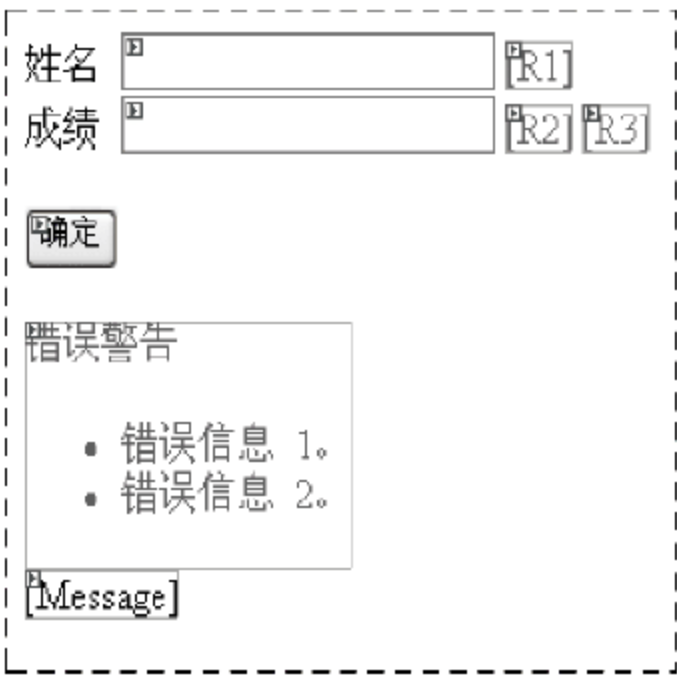 姓名 [R1]
成绩 [R2] [R3]
确定
错误警告
• 错误信息 1。
• 错误信息 2。
[Message]